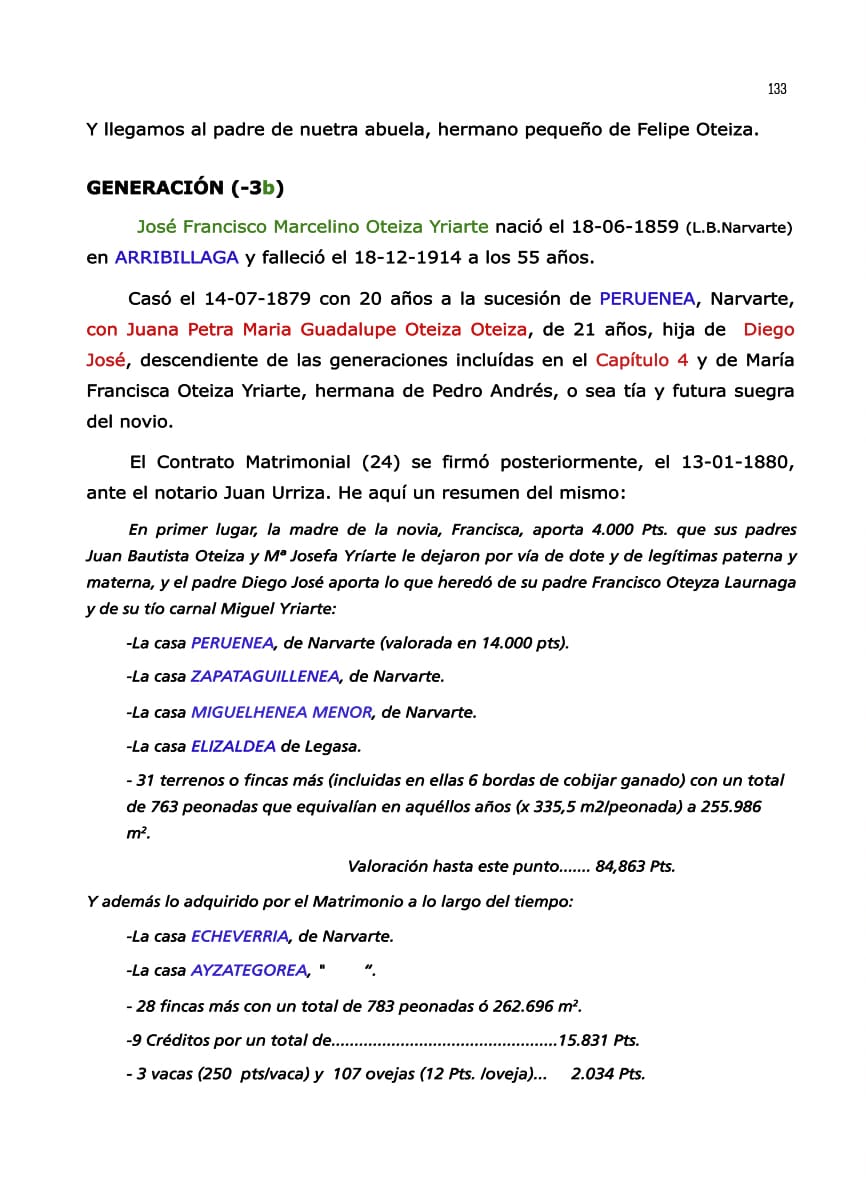 133
Y llegamos al padre de nuetra abuela, hermano pequeño de Felipe Oteiza.
GENERACIÓN (-3b)
José Francisco Marcelino Oteiza Yriarte nació el 18-06-1859 (L.B.Narvarte)
en ARRIBILLAGA y falleció el 18-12-1914 a los 55 años.
Casó el 14-07-1879 con 20 años a la sucesión de PERUENEA, Narvarte,
con Juana Petra Maria Guadalupe Oteiza Oteiza, de 21 años, hija de Diego
José, descendiente de las generaciones incluídas en el Capítulo 4 y de María
Francisca Oteiza Yriarte, hermana de Pedro Andrés, o sea tía y futura suegra
del novio.
El Contrato Matrimonial (24) se firmó posteriormente, el 13-01-1880,
ante el notario Juan Urriza. He aquí un resumen del mismo:
En primer lugar, la madre de la novia, Francisca, aporta 4.000 Pts. que sus padres
Juan Bautista Oteiza y Mª Josefa Yríarte le dejaron por vía de dote y de legítimas paterna y
materna, y el padre Diego José aporta lo que heredó de su padre Francisco Oteyza Laurnaga
y de su tío carnal Miguel Yriarte:
-La casa PERUENEA, de Narvarte (valorada en 14.000 pts).
-La casa ZAPATAGUILLENEA, de Narvarte.
-La casa MIGUELHENEA MENOR, de Narvarte.
-La casa ELIZALDEA de Legasa.
- 31 terrenos o fincas más (incluidas en ellas 6 bordas de cobijar ganado) con un total
de 763 peonadas que equivalían en aquéllos años (x 335,5 m2/peonada) a 255.986
m².
Valoración hasta este punto....... 84,863 Pts.
Y además lo adquirido por el Matrimonio a lo largo del tiempo:
-La casa ECHEVERRIA, de Narvarte.
-La casa AYZATEGOREA, " ”.
- 28 fincas más con un total de 783 peonadas ó 262.696 m².
-9 Créditos por un total de.................................................15.831 Pts.
- 3 vacas (250 pts/vaca) y 107 ovejas (12 Pts. /oveja)... 2.034 Pts.